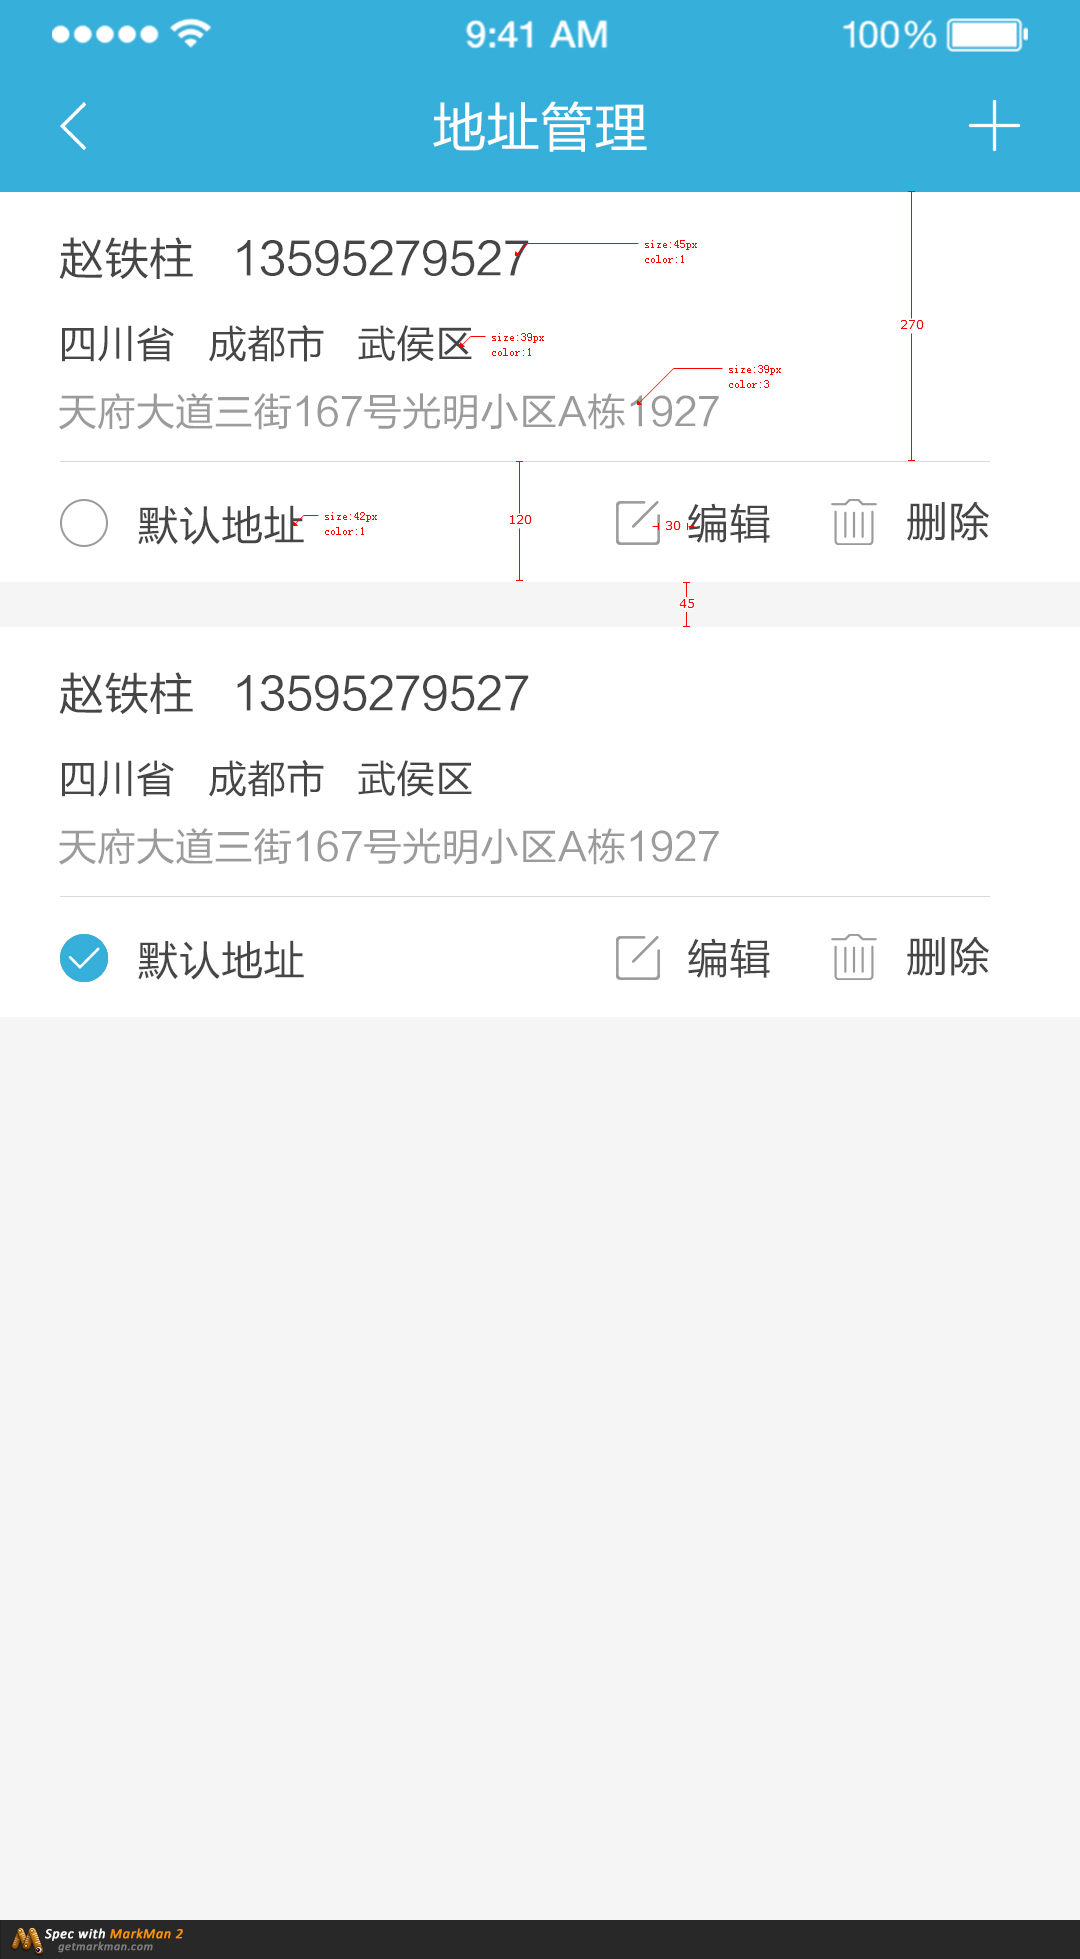 9:41 AM 100%
地址管理
赵铁柱 13595279527
size:45px
color:1
270
四川省 成都市 武侯区
size:39px
color:1
size:39px
color:3
天府大道三街167号光明小区A栋1927
默认地址
size:42px
color:1
120
30
编辑 删除
45
赵铁柱 13595279527
四川省 成都市 武侯区
天府大道三街167号光明小区A栋1927
默认地址 编辑 删除
Spec with MarkMan 2
getmarkman.com